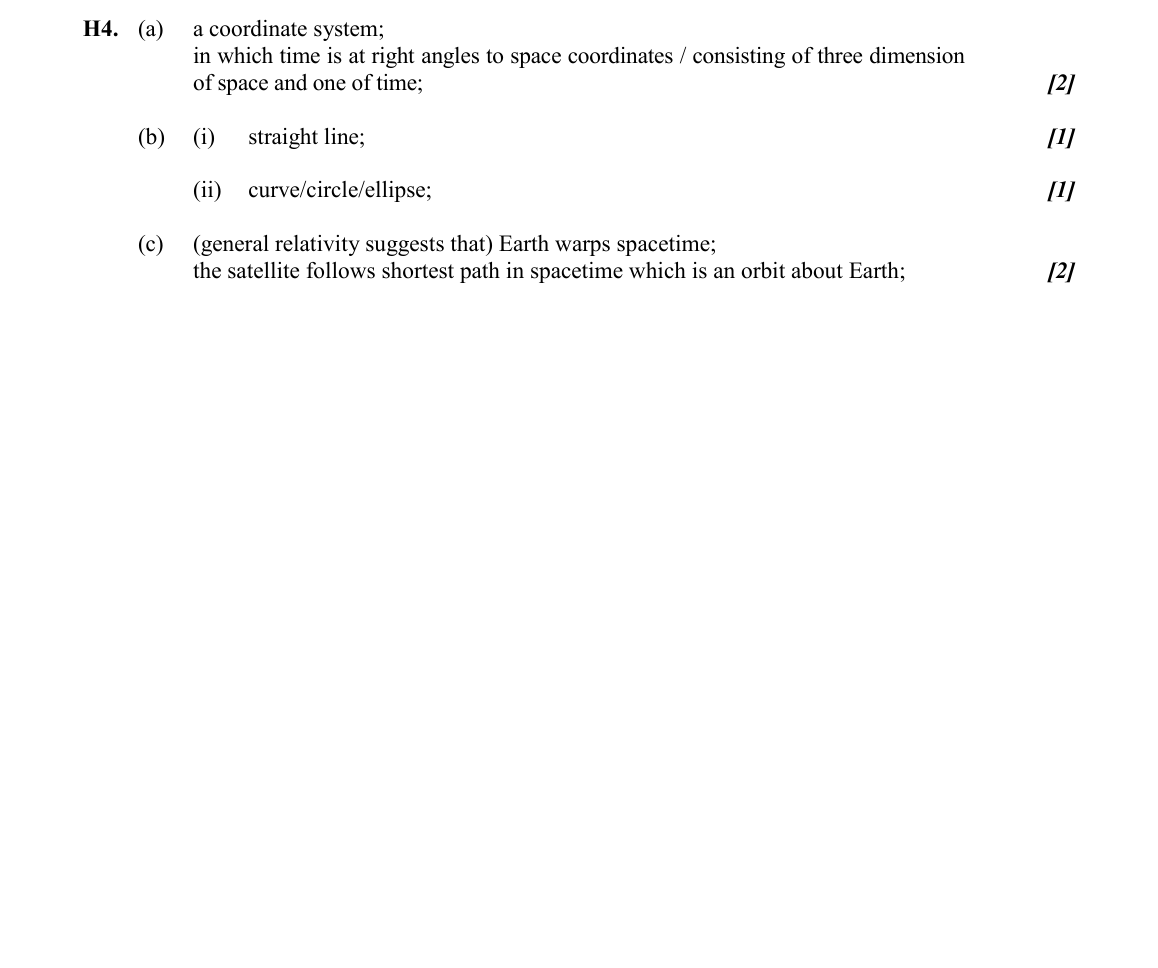 H4. (a) a coordinate system;
in which time is at right angles to space coordinates / consisting of three dimension
of space and one of time; [2]
(b) (i) straight line; [1]
(ii) curve/circle/ellipse; [1]
(c) (general relativity suggests that) Earth warps spacetime;
the satellite follows shortest path in spacetime which is an orbit about Earth; [2]